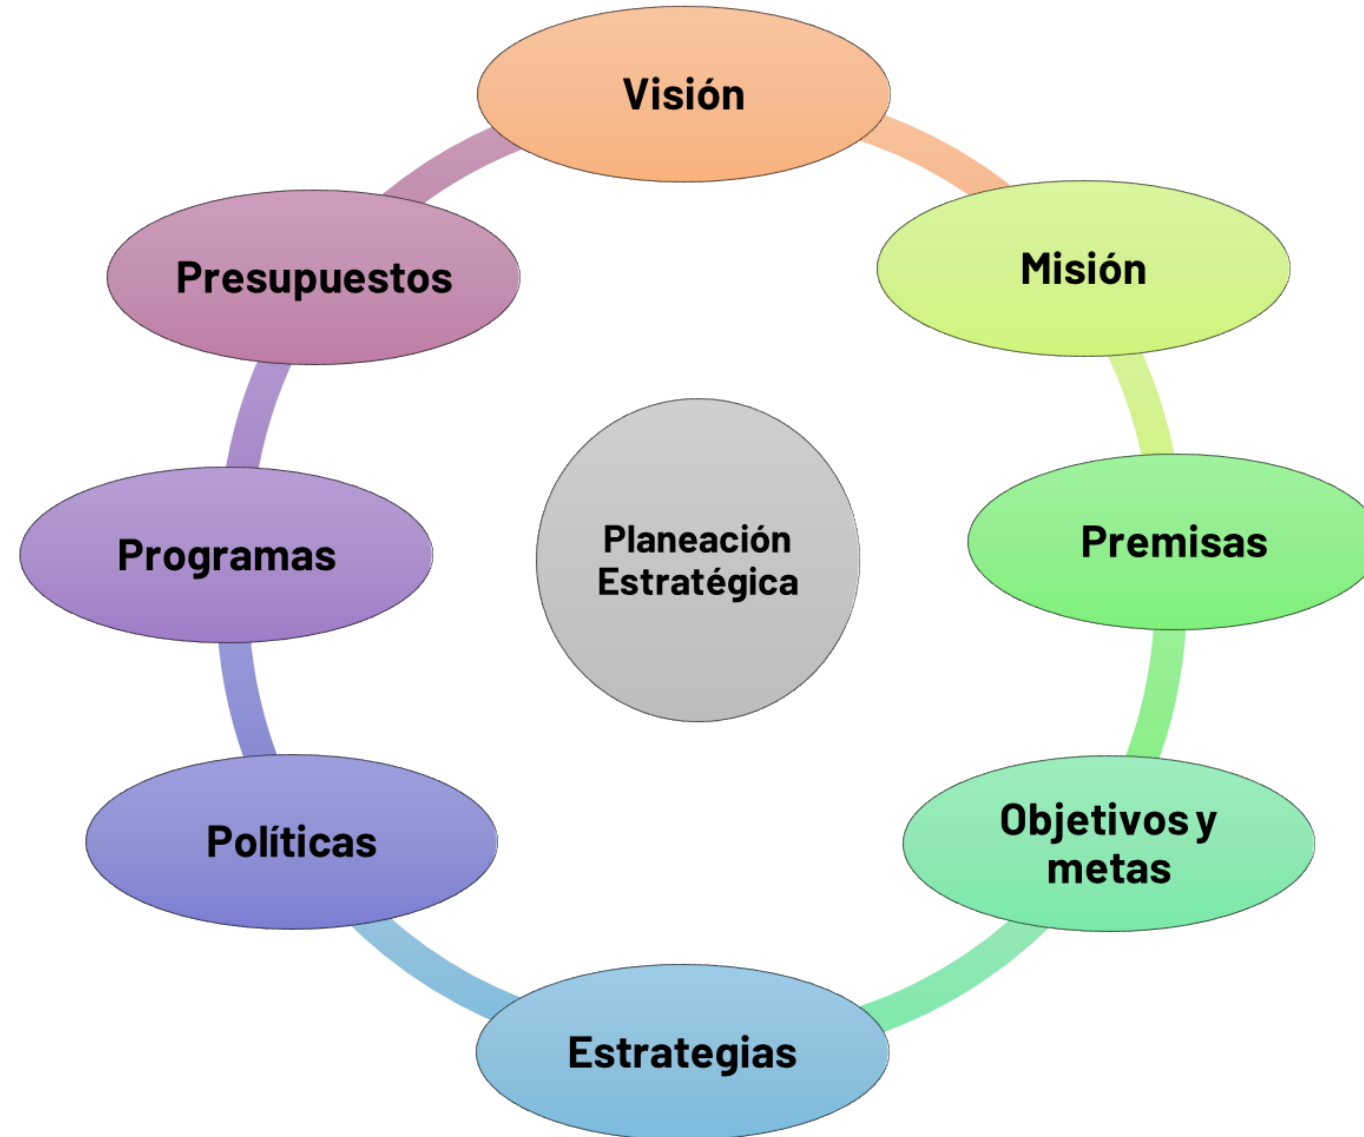 Visión
Misión
Premisas
Objetivos y
metas
Estrategias
Políticas
Programas
Presupuestos
Planeación
Estratégica